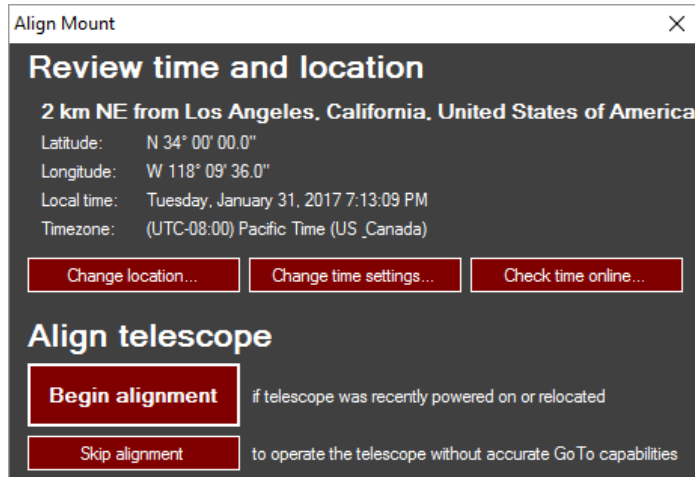 Align Mount
Review time and location
2 km NE from Los Angeles, California, United States of America
Latitude: N 34° 00' 00.0"
Longitude: W 118° 09' 36.0"
Local time: Tuesday, January 31, 2017 7:13:09 PM
Timezone: (UTC-08:00) Pacific Time (US _Canada)
Change location... Change time settings... Check time online...
Align telescope
Begin alignment if telescope was recently powered on or relocated
Skip alignment to operate the telescope without accurate GoTo capabilities